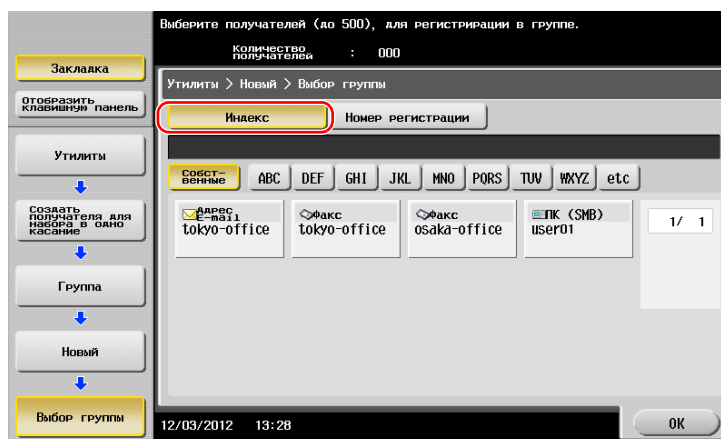 Выберите получателей (до 500), для регистрирации в группе.
Количество
получателей : 000
Закладка
Отобразить
клавишную панель
Утилиты
Создать
получателя для
набора в одно
касание
Группа
Новый
Выбор группы
Утилиты > Новый > Выбор группы
Индекс
Номер регистрации
Собст-
венные
ABC
DEF
GHI
JKL
MNO
PQRS
TUV
WXYZ
etc
Адрес
E-mail
tokyo-office
Факс
tokyo-office
Факс
osaka-office
ПК (SMB)
user01
1/ 1
12/03/2012 13:28
OK